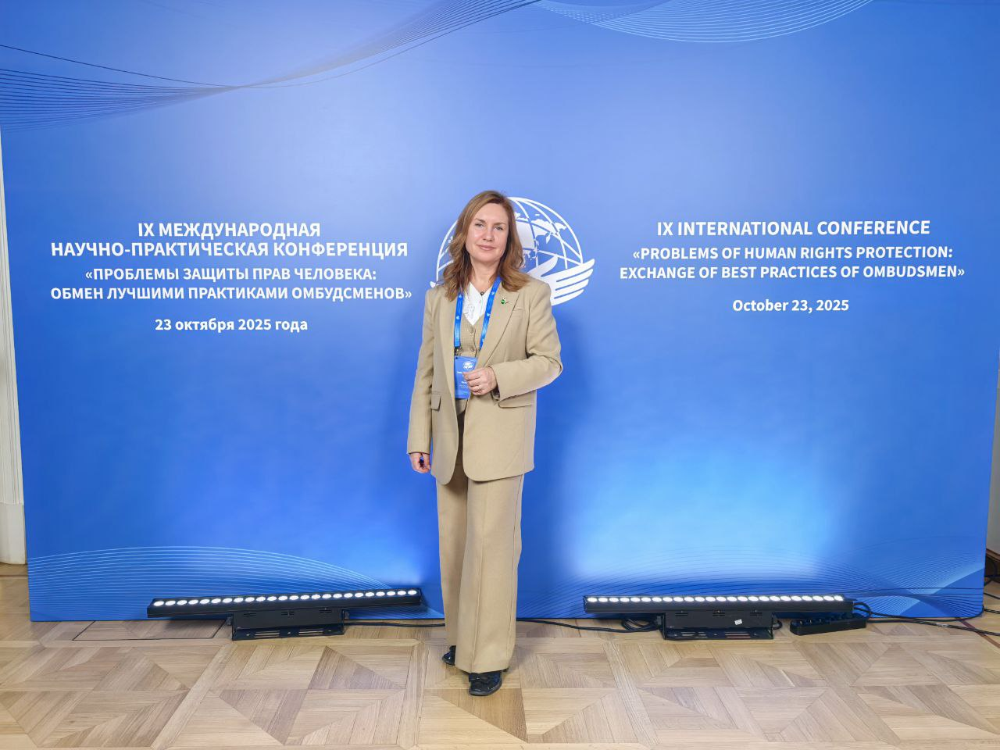 IX МЕЖДУНАРОДНАЯ
НАУЧНО-ПРАКТИЧЕСКАЯ КОНФЕРЕНЦИЯ
«ПРОБЛЕМЫ ЗАЩИТЫ ПРАВ ЧЕЛОВЕКА:
ОБМЕН ЛУЧШИМИ ПРАКТИКАМИ ОМБУДСМЕНОВ»
23 октября 2025 года
IX INTERNATIONAL CONFERENCE
«PROBLEMS OF HUMAN RIGHTS PROTECTION:
EXCHANGE OF BEST PRACTICES OF OMBUDSMEN»
October 23, 2025